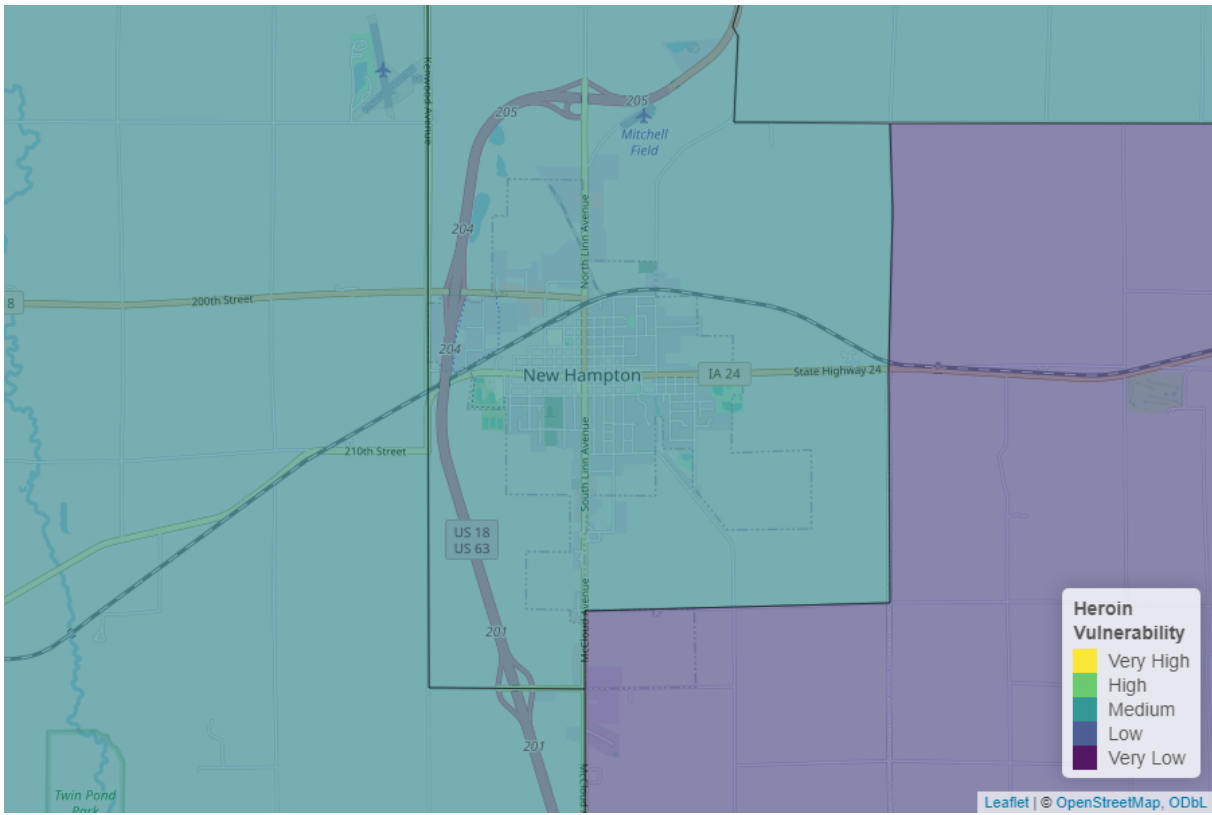 Kenwood Avenue
205
205
Mitchell
Field
North Linn Avenue
204
8
200th Street
204
New Hampton
IA 24
State Highway 24
210th Street
South Linn Avenue
US 18
US 63
McCloud Avenue
201
201
Twin Pond
Park
Heroin
Vulnerability
Very High
High
Medium
Low
Very Low
Leaflet | © OpenStreetMap, ODbL